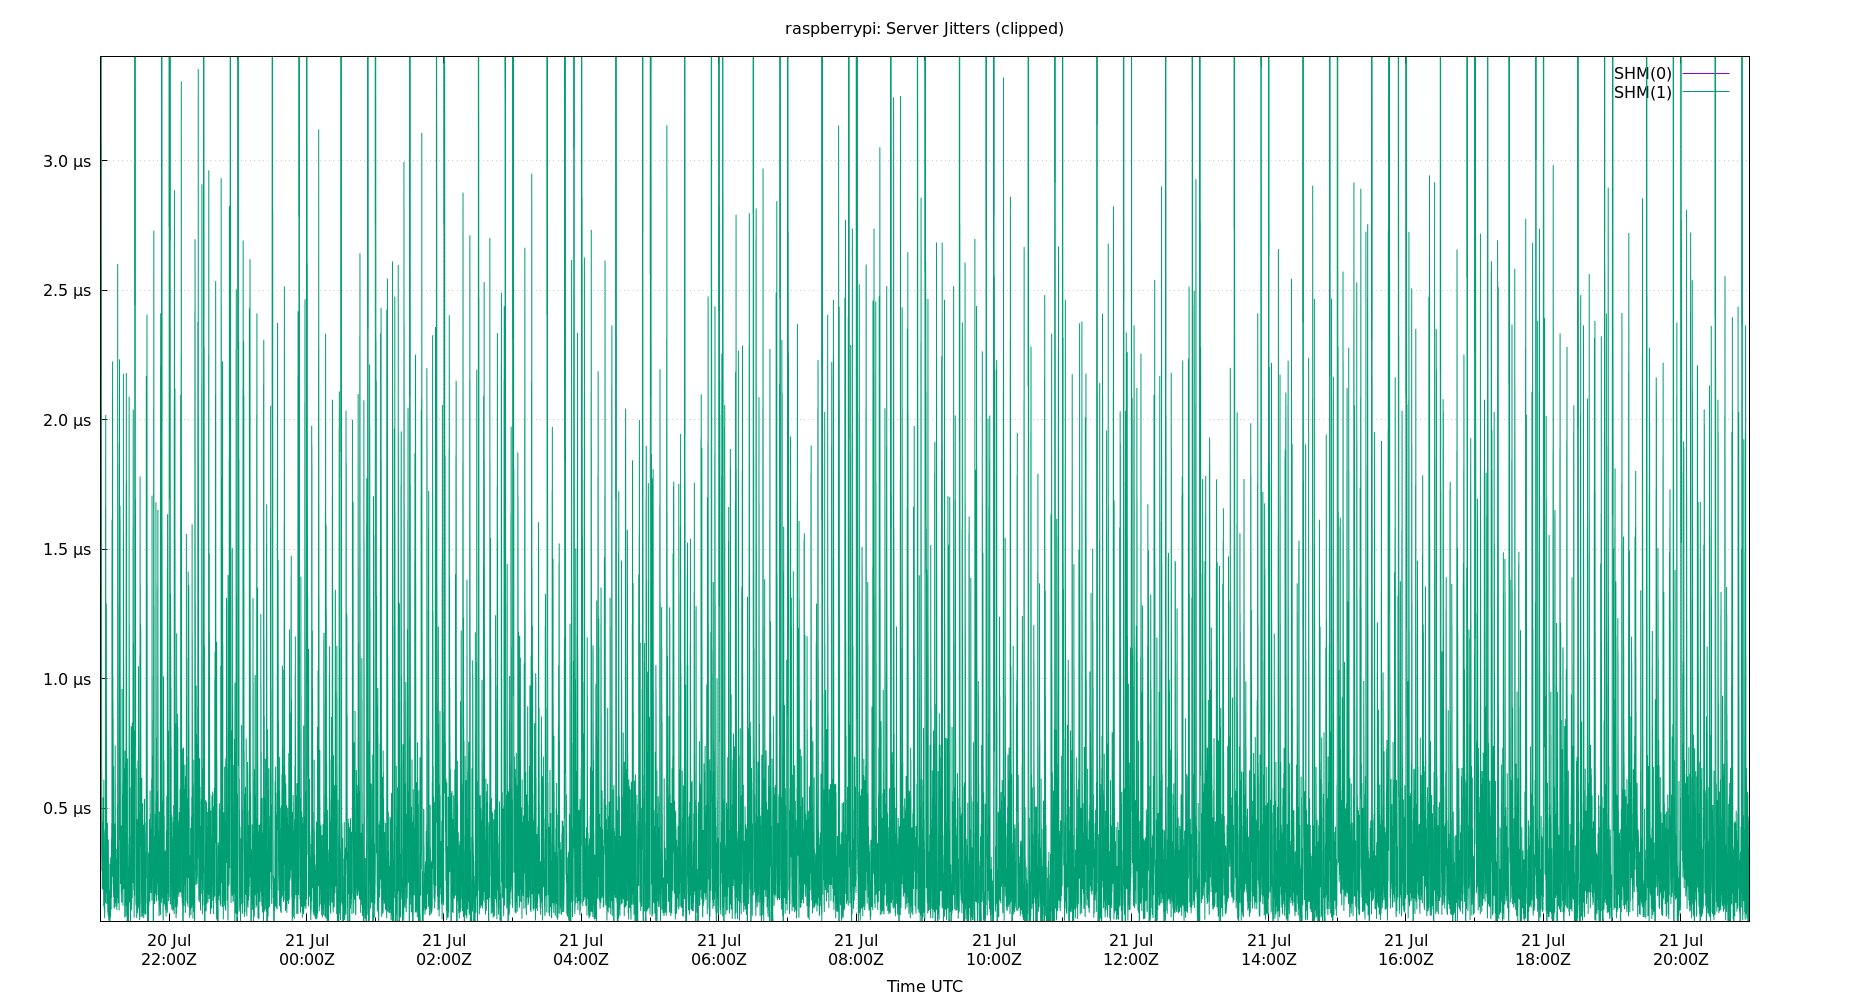 raspberrypi: Server Jitters (clipped)
SHM(0)
SHM(1)
3.0 µs
2.5 µs
2.0 µs
1.5 µs
1.0 µs
0.5 µs
20 Jul 21 Jul 21 Jul 21 Jul 21 Jul 21 Jul 21 Jul 21 Jul 21 Jul 21 Jul 21 Jul 21 Jul
22:00Z 00:00Z 02:00Z 04:00Z 06:00Z 08:00Z 10:00Z 12:00Z 14:00Z 16:00Z 18:00Z 20:00Z
Time UTC